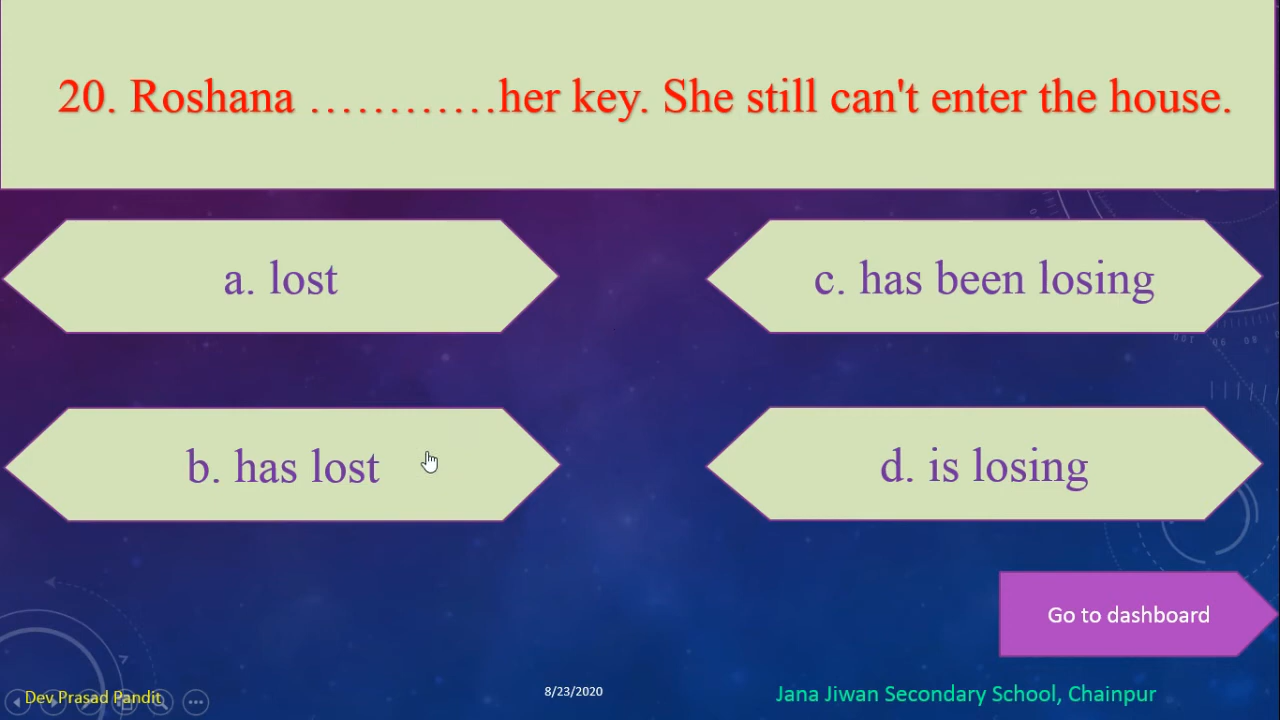 20. Roshana …………her key. She still can't enter the house.
a. lost
c. has been losing
b. has lost
d. is losing
Go to dashboard
Dev Prasad Pandit
8/23/2020
Jana Jiwan Secondary School, Chainpur